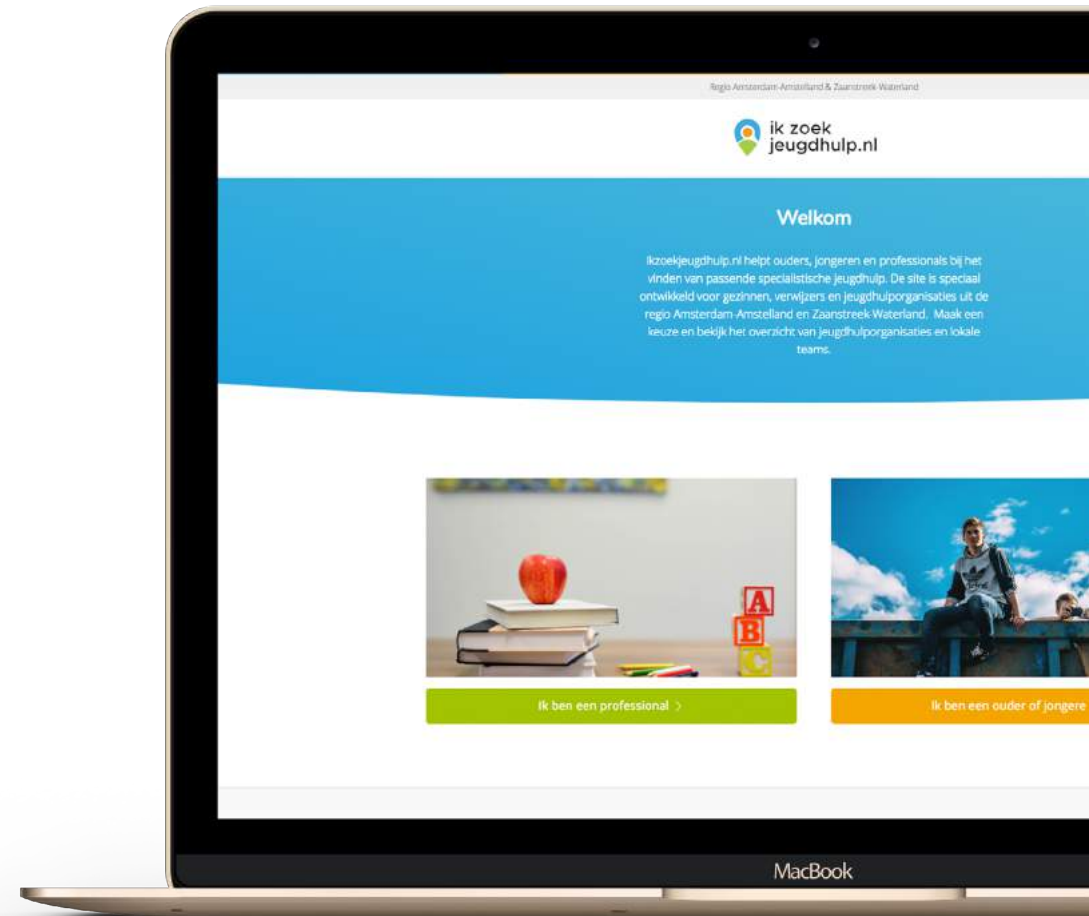 Regio Amsterdam-Amstelland & Zaanstreek-Waterland
ik zoek
jeugdhulp.nl
Welkom
Ikzoekjeugdhulp.nl helpt ouders, jongeren en professionals bij het
vinden van passende specialistische jeugdhulp. De site is speciaal
ontwikkeld voor gezinnen, verwijzers en jeugdhulporganisaties uit de
regio Amsterdam-Amstelland en Zaanstreek-Waterland. Maak een
keuze en bekijk het overzicht van jeugdhulporganisaties en lokale
teams.
A
B
C
Ik ben een professional >
Ik ben een ouder of jongere
MacBook